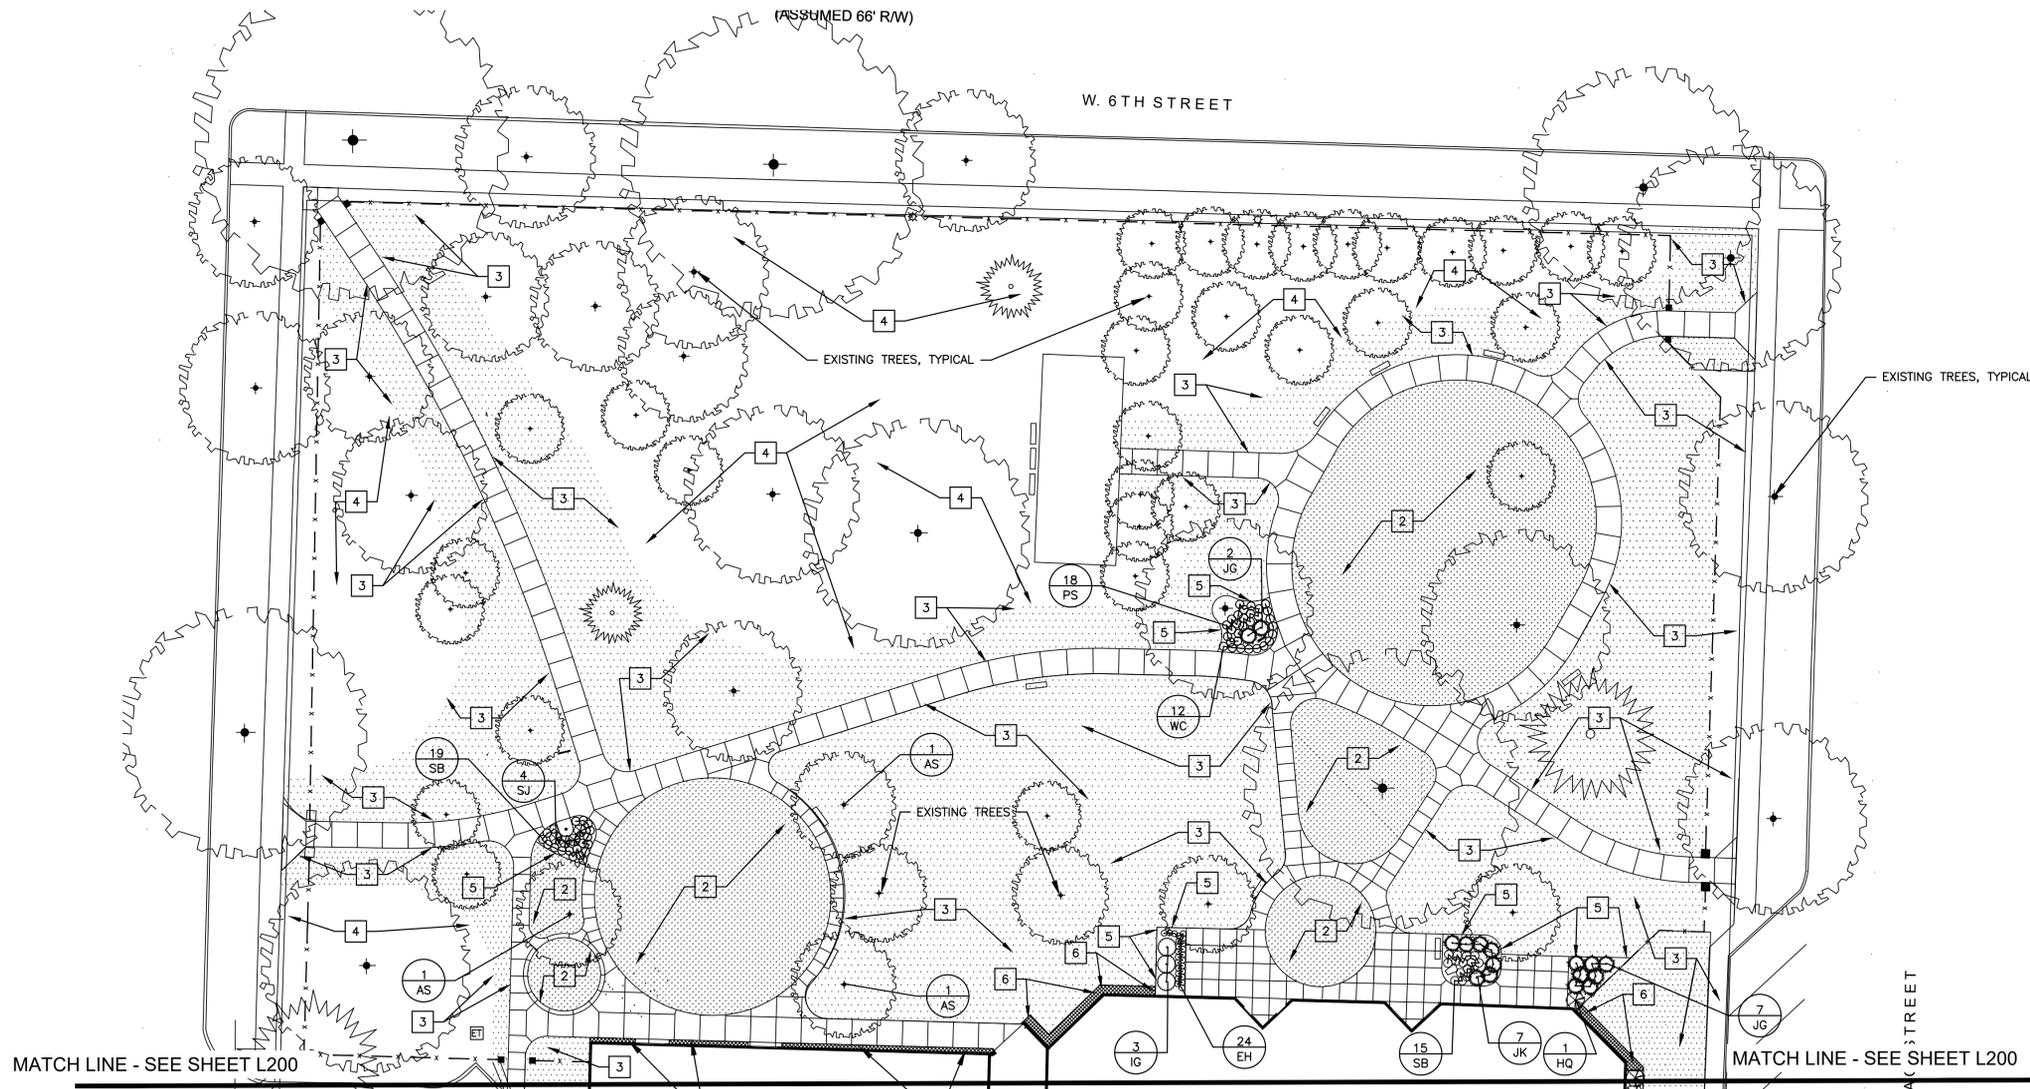 (ASSUMED 66' R/W)
W. 6TH STREET
3
3
4
4
3
4
3
3
EXISTING TREES, TYPICAL
3
EXISTING TREES, TYPICAL
3
4
4
4
3
3
2
2
JG
3
18
PS
5
3
5
3
3
3
12
WC
3
3
19
SB
1
AS
2
3
4
SJ
3
EXISTING TREES
3
3
3
5
2
2
5
5
5
3
4
5
6
2
3
1
AS
2
6
1
AS
6
3
7
JG
ET
3
IG
24
EH
15
SB
7
JK
1
HQ
STREET
MATCH LINE - SEE SHEET L200
3
MATCH LINE - SEE SHEET L200